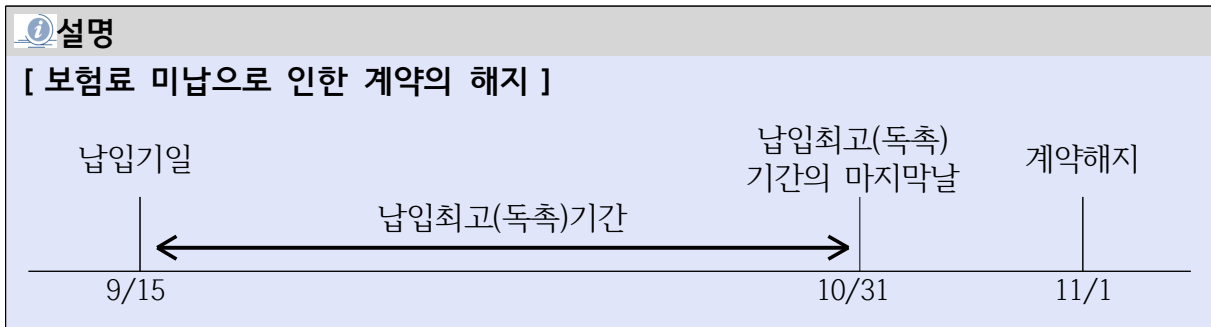 설명
[ 보험료 미납으로 인한 계약의 해지 ]
납입기일
납입최고(독촉)
기간의 마지막날
계약해지
납입최고(독촉)기간
9/15
10/31
11/1